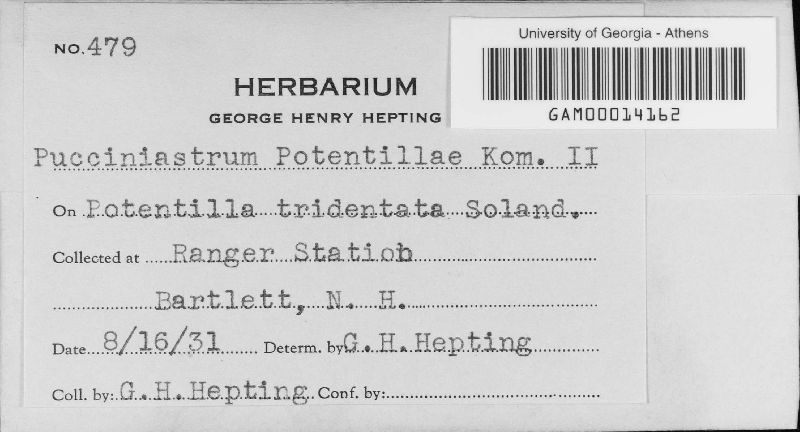 University of Georgia - Athens
GAM00014162
NO. 479
HERBARIUM
GEORGE HENRY HEPTING
Pucciniastrum Potentillae Kom. II
On Potentilla tridentata Soland.
Collected at Ranger Statiob
Bartlett, N. H.
Date 8/16/31 Determ. by G.H.Hepting
Coll. by: G.H.Hepting Conf. by: